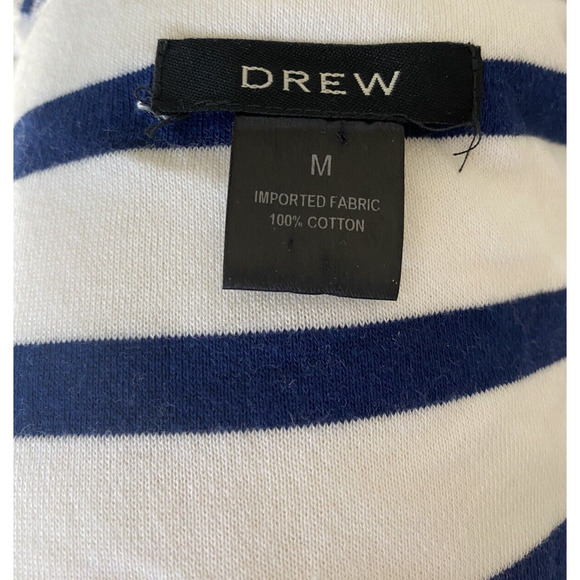 DREW
M
IMPORTED FABRIC
100% COTTON